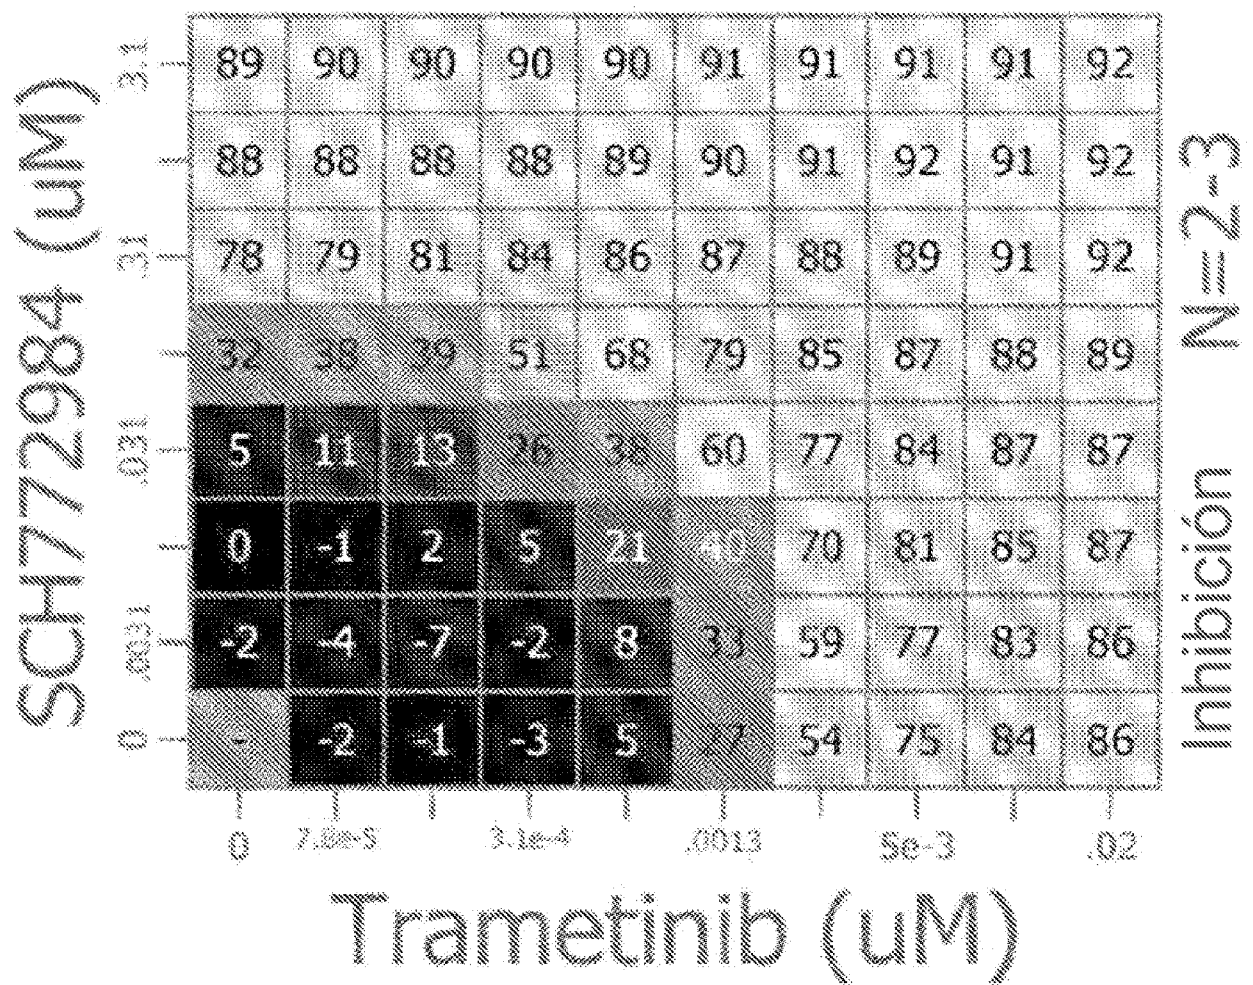 SCH772984 (uM)
3.1 89 90 90 90 90 91 91 91 91 92
88 88 88 88 89 90 91 92 91 92
.31 78 79 81 84 86 87 88 89 91 92
32 38 39 51 68 79 85 87 88 89
.031 5 11 13 26 38 60 77 84 87 87
0 -1 2 5 21 40 70 81 85 87
.0031 -2 -4 -7 -2 8 33 59 77 83 86
0 - -2 -1 -3 5 27 54 75 84 86
0 7.8e-5 3.1e-4 .0013 5e-3 .02
Trametinib (uM)
Inhibición N=2-3